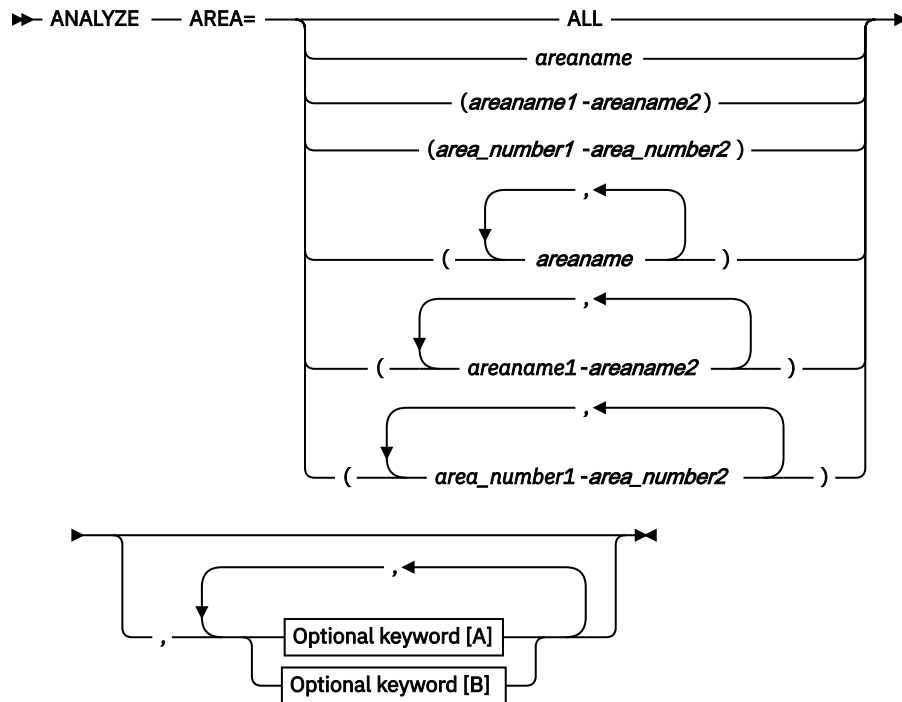 ANALYZE AREA= ALL
areaname
(areaname1-areaname2)
(area_number1-area_number2)
,
( areaname )
,
( areaname1-areaname2 )
,
( area_number1-area_number2 )
,
, Optional keyword [A]
Optional keyword [B]